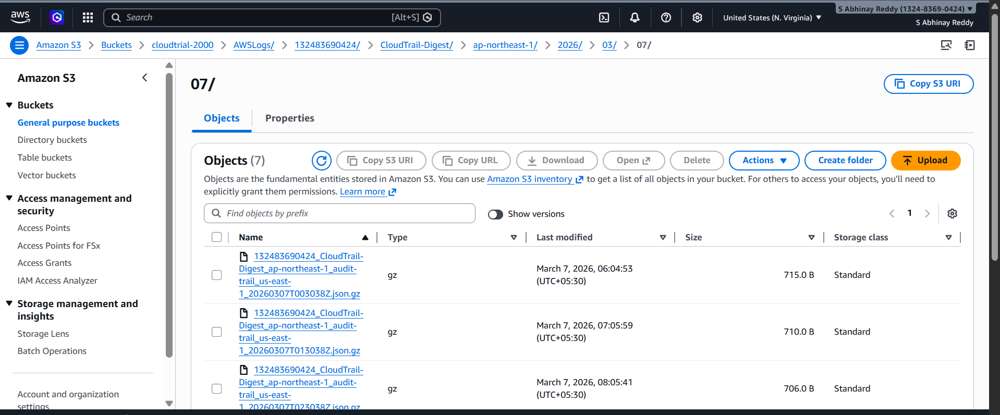 aws
Search [Alt+S]
United States (N. Virginia)
S Abhinay Reddy (1324-8369-0424)
S Abhinay Reddy
Amazon S3
Buckets
cloudtrial-2000
AWSLogs/
132483690424/
CloudTrail-Digest/
ap-northeast-1/
2026/
03/
07/
Amazon S3
Buckets
General purpose buckets
Directory buckets
Table buckets
Vector buckets
Access management and
security
Access Points
Access Points for FSx
Access Grants
IAM Access Analyzer
Storage management and
insights
Storage Lens
Batch Operations
Account and organization
settings
07/
Copy S3 URI
Objects
Properties
Objects (7)
Copy S3 URI
Copy URL
Download
Open
Delete
Actions
Create folder
Upload
Objects are the fundamental entities stored in Amazon S3. You can use Amazon S3 inventory to get a list of all objects in your bucket. For others to access your objects, you'll need to
explicitly grant them permissions. Learn more
Find objects by prefix
Show versions
1
Name
Type
Last modified
Size
Storage class
132483690424_CloudTrail-
Digest_ap-northeast-1_audit-
trail_us-east-
1_20260307T003038Z.json.gz
gz
March 7, 2026, 06:04:53
(UTC+05:30)
715.0 B
Standard
132483690424_CloudTrail-
Digest_ap-northeast-1_audit-
trail_us-east-
1_20260307T013038Z.json.gz
gz
March 7, 2026, 07:05:59
(UTC+05:30)
710.0 B
Standard
132483690424_CloudTrail-
Digest_ap-northeast-1_audit-
trail_us-east-
1_20260307T023038Z.json.gz
gz
March 7, 2026, 08:05:41
(UTC+05:30)
706.0 B
Standard